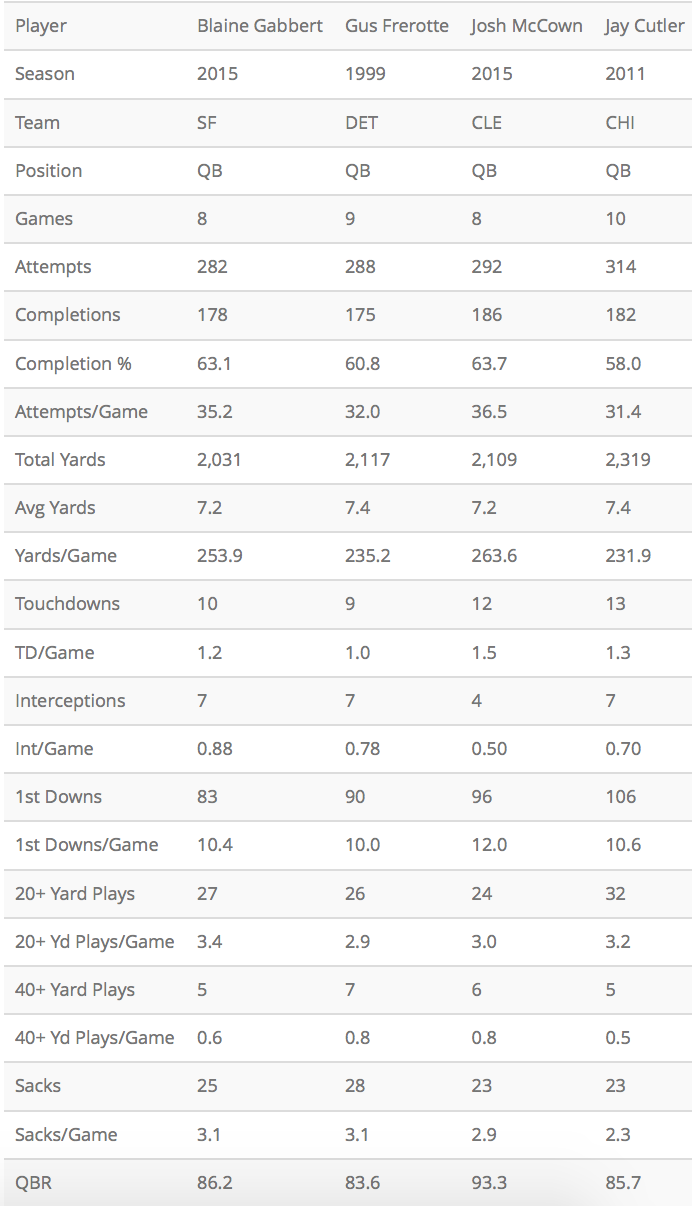 Player Blaine Gabbert Gus Frerotte Josh McCown Jay Cutler
Season 2015 1999 2015 2011
Team SF DET CLE CHI
Position QB QB QB QB
Games 8 9 8 10
Attempts 282 288 292 314
Completions 178 175 186 182
Completion % 63.1 60.8 63.7 58.0
Attempts/Game 35.2 32.0 36.5 31.4
Total Yards 2,031 2,117 2,109 2,319
Avg Yards 7.2 7.4 7.2 7.4
Yards/Game 253.9 235.2 263.6 231.9
Touchdowns 10 9 12 13
TD/Game 1.2 1.0 1.5 1.3
Interceptions 7 7 4 7
Int/Game 0.88 0.78 0.50 0.70
1st Downs 83 90 96 106
1st Downs/Game 10.4 10.0 12.0 10.6
20+ Yard Plays 27 26 24 32
20+ Yd Plays/Game 3.4 2.9 3.0 3.2
40+ Yard Plays 5 7 6 5
40+ Yd Plays/Game 0.6 0.8 0.8 0.5
Sacks 25 28 23 23
Sacks/Game 3.1 3.1 2.9 2.3
QBR 86.2 83.6 93.3 85.7